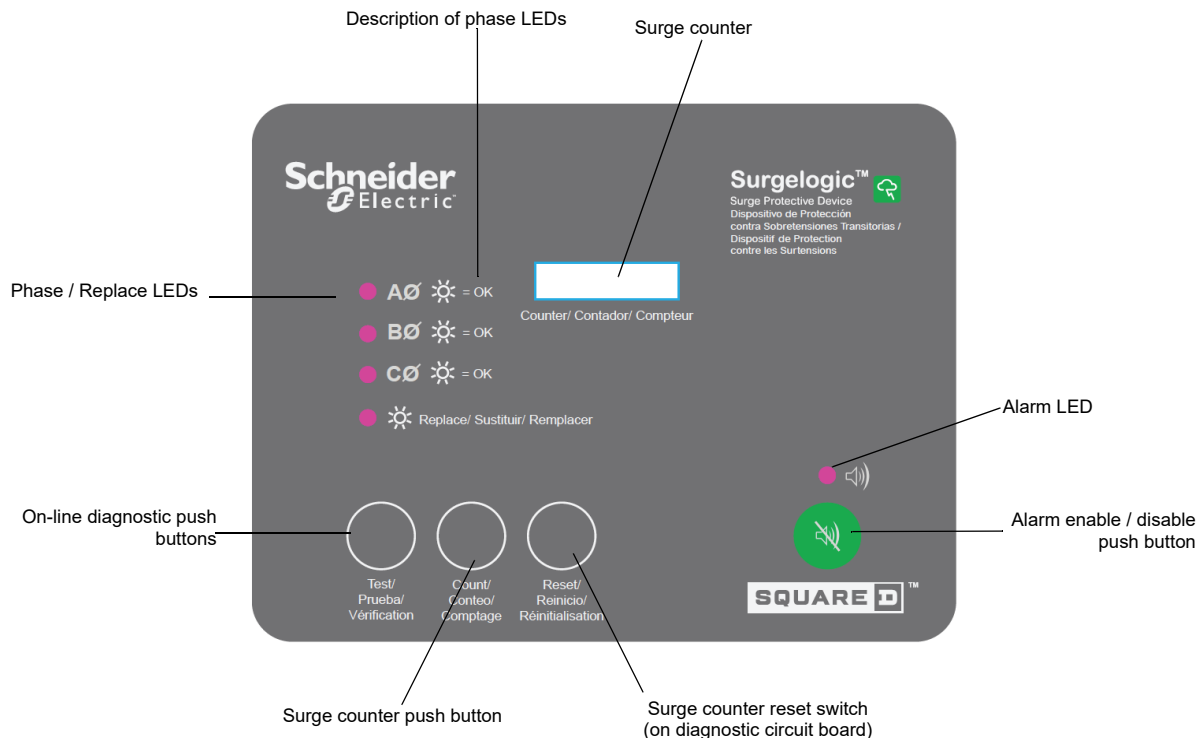 Description of phase LEDs
Surge counter
Schneider
Electric
Surgelogic™
Surge Protective Device
Dispositivo de Protección
contra Sobretensiones Transitorias /
Dispositif de Protection
contre les Surtensions
Phase / Replace LEDs
AØ = OK
Counter/ Contador/ Compteur
BØ = OK
CØ = OK
Replace/ Sustituir/ Remplacer
Alarm LED
On-line diagnostic push
buttons
Alarm enable / disable
push button
Test/
Prueba/
Vérification
Count/
Conteo/
Comptage
Reset/
Reinicio/
Réinitialisation
SQUARE D™
Surge counter push button
Surge counter reset switch
(on diagnostic circuit board)